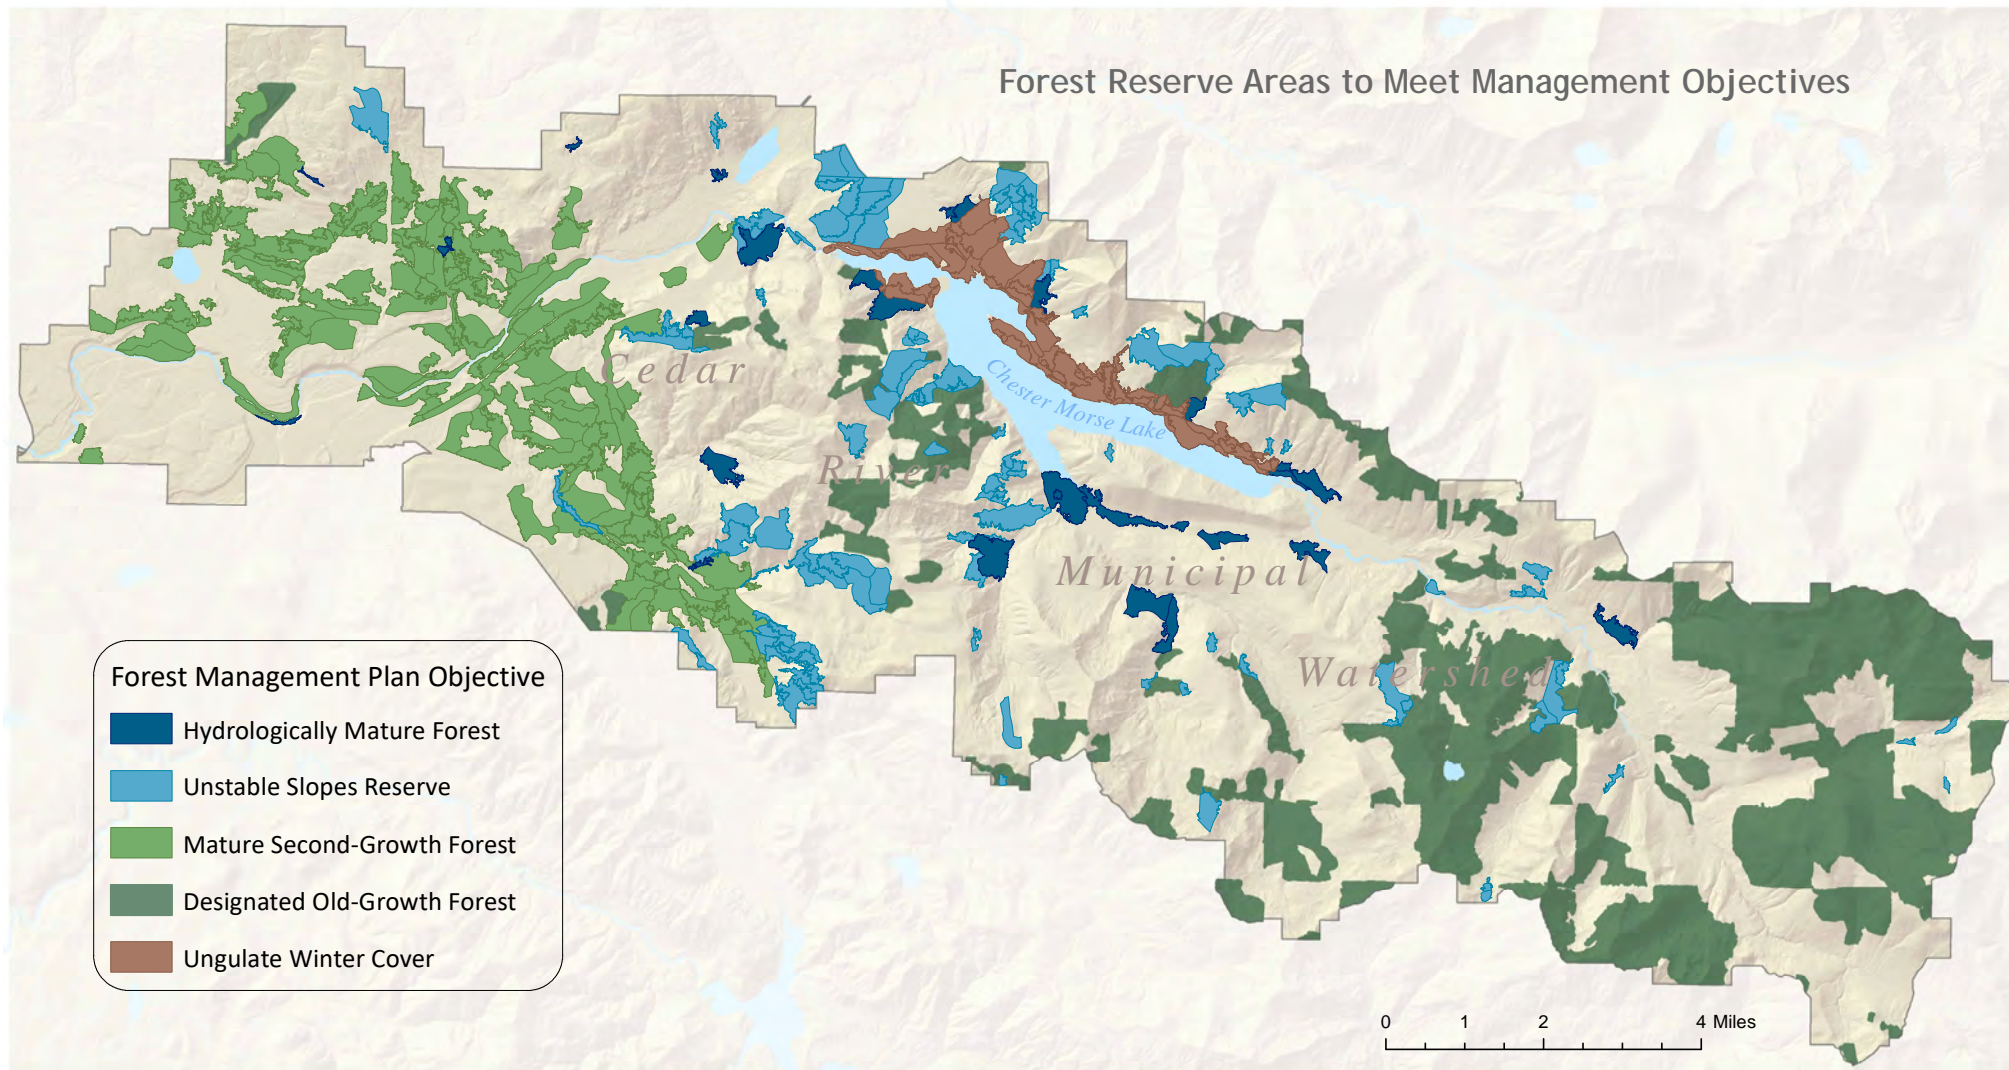 Forest Reserve Areas to Meet Management Objectives
Cedar
River
Chester Morse Lake
Municipal
Watershed
Forest Management Plan Objective
Hydrologically Mature Forest
Unstable Slopes Reserve
Mature Second-Growth Forest
Designated Old-Growth Forest
Ungulate Winter Cover
0 1 2 4 Miles